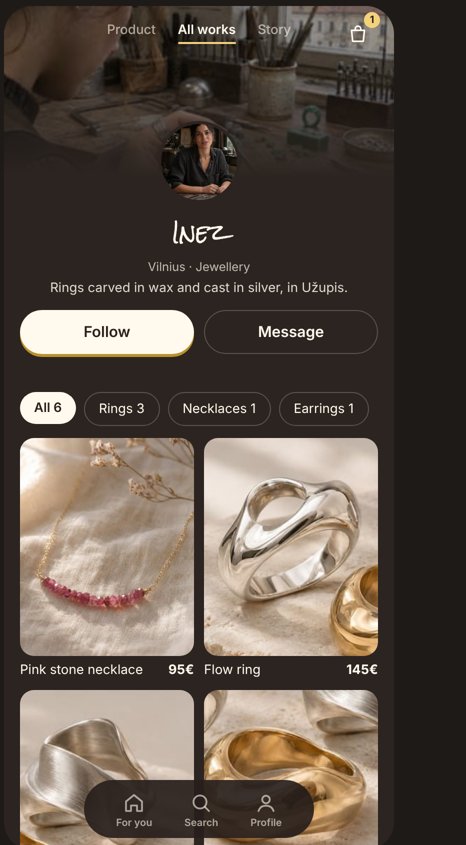 Product All works Story
1
Inez
Vilnius · Jewellery
Rings carved in wax and cast in silver, in Užupis.
Follow Message
All 6 Rings 3 Necklaces 1 Earrings 1
Pink stone necklace 95€ Flow ring 145€
For you Search Profile